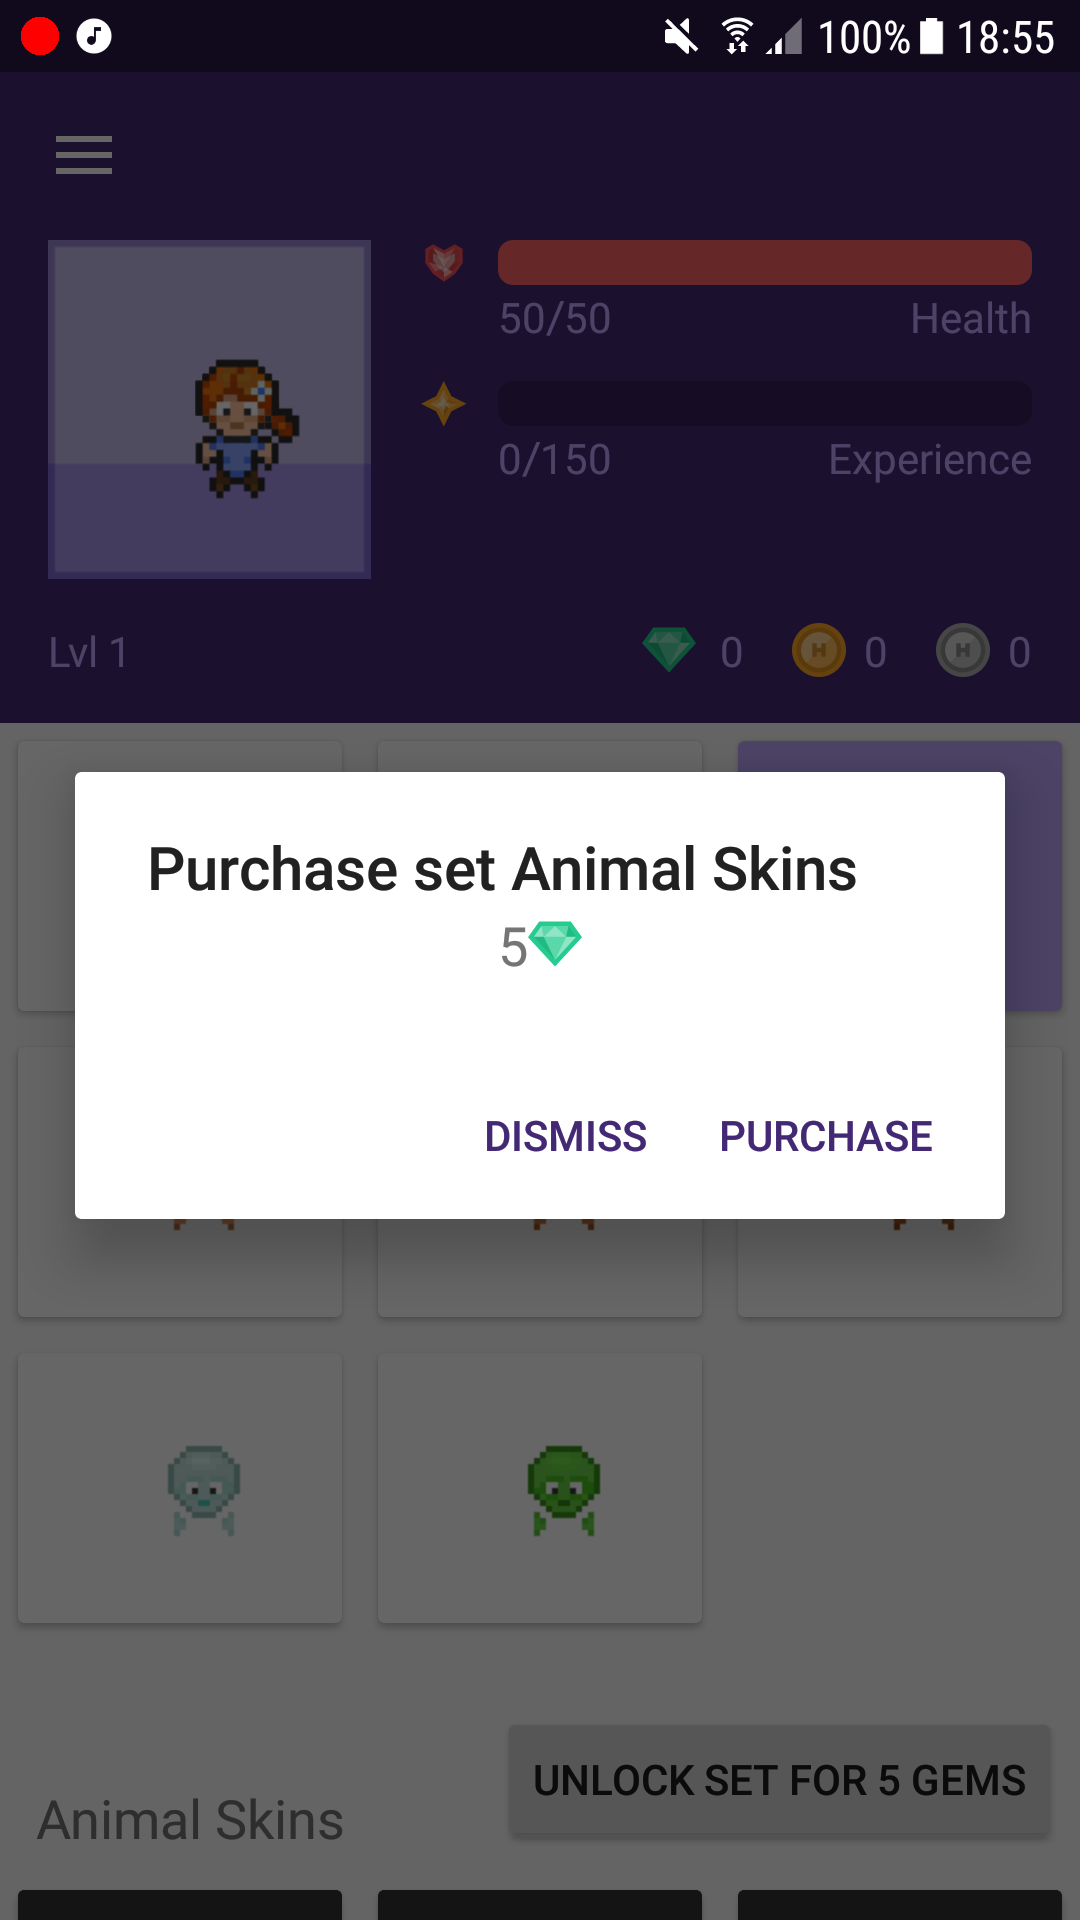 100% 18:55
50/50 Health
0/150 Experience
Lvl 1 0 0 0
Purchase set Animal Skins
5
DISMISS PURCHASE
UNLOCK SET FOR 5 GEMS
Animal Skins